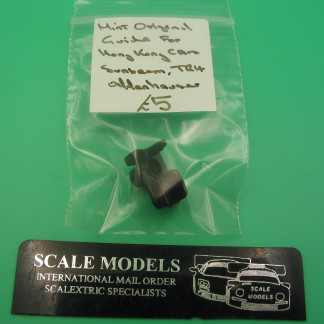 Mint Original
Guide For
Hong Kong Cars
Sunbeam, TR4
Offenhauser
£5
SCALE MODELS
INTERNATIONAL MAIL ORDER
SCALEXTRIC SPECIALISTS
SCALE
MODELS